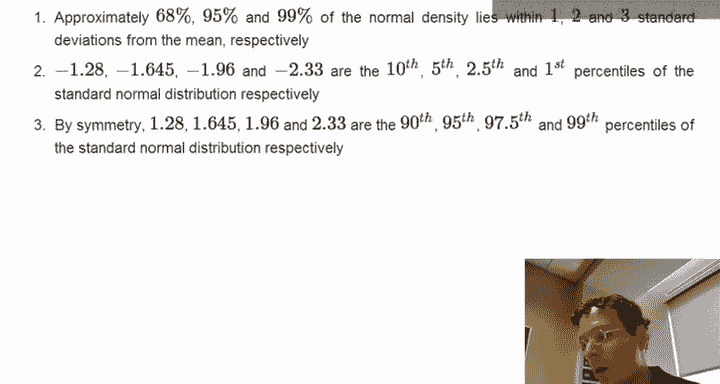 1. Approximately 68%, 95% and 99% of the normal density lies within 1, 2 and 3 standard
deviations from the mean, respectively
2. −1.28, −1.645, −1.96 and −2.33 are the 10th, 5th, 2.5th and 1st percentiles of the
standard normal distribution respectively
3. By symmetry, 1.28, 1.645, 1.96 and 2.33 are the 90th, 95th, 97.5th and 99th percentiles of
the standard normal distribution respectively